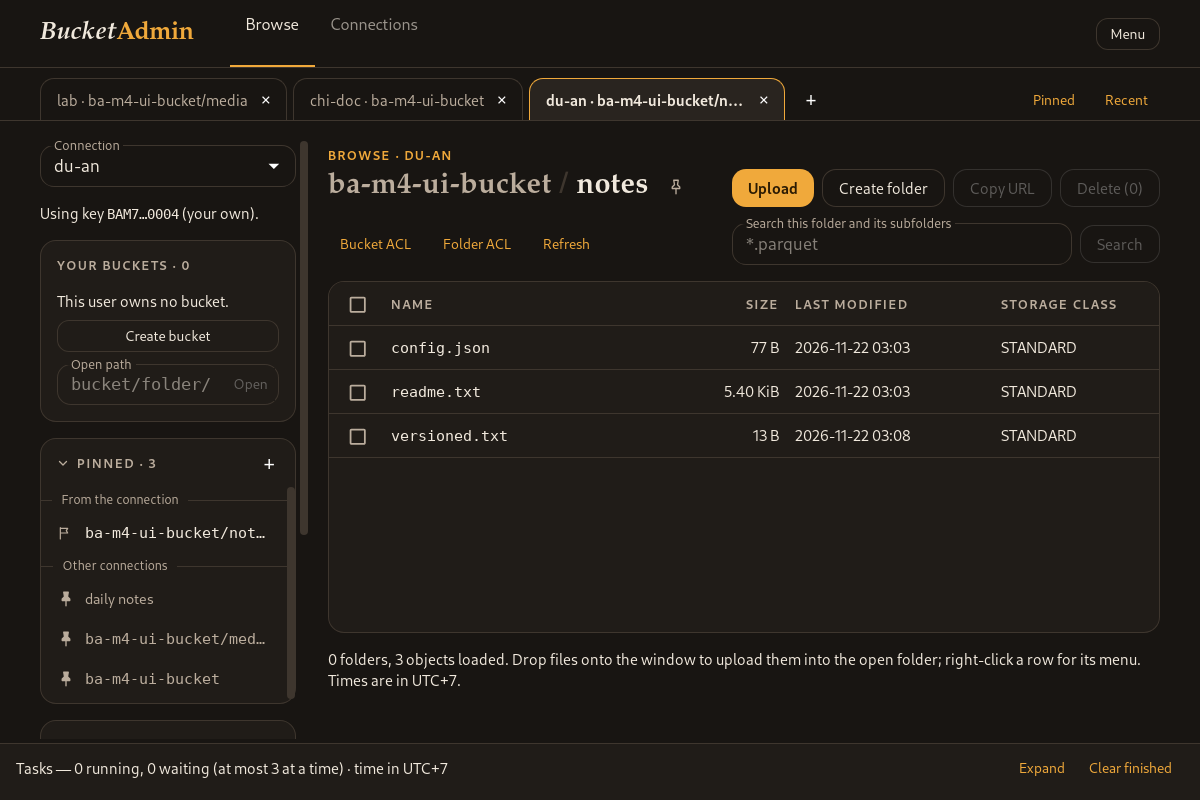 BucketAdmin
Browse
Connections
Menu
lab · ba-m4-ui-bucket/media ×
chi-doc · ba-m4-ui-bucket ×
du-an · ba-m4-ui-bucket/n... ×
+
Pinned
Recent
Connection
du-an
Using key BAM7…0004 (your own).
YOUR BUCKETS · 0
This user owns no bucket.
Create bucket
Open path
bucket/folder/ Open
PINNED · 3 +
From the connection
ba-m4-ui-bucket/not…
Other connections
daily notes
ba-m4-ui-bucket/med…
ba-m4-ui-bucket
BROWSE · DU-AN
ba-m4-ui-bucket / notes
Upload
Create folder
Copy URL
Delete (0)
Bucket ACL
Folder ACL
Refresh
Search this folder and its subfolders
*.parquet
Search
NAME SIZE LAST MODIFIED STORAGE CLASS
config.json 77 B 2026-11-22 03:03 STANDARD
readme.txt 5.40 KiB 2026-11-22 03:03 STANDARD
versioned.txt 13 B 2026-11-22 03:08 STANDARD
0 folders, 3 objects loaded. Drop files onto the window to upload them into the open folder; right-click a row for its menu.
Times are in UTC+7.
Tasks — 0 running, 0 waiting (at most 3 at a time) · time in UTC+7
Expand
Clear finished